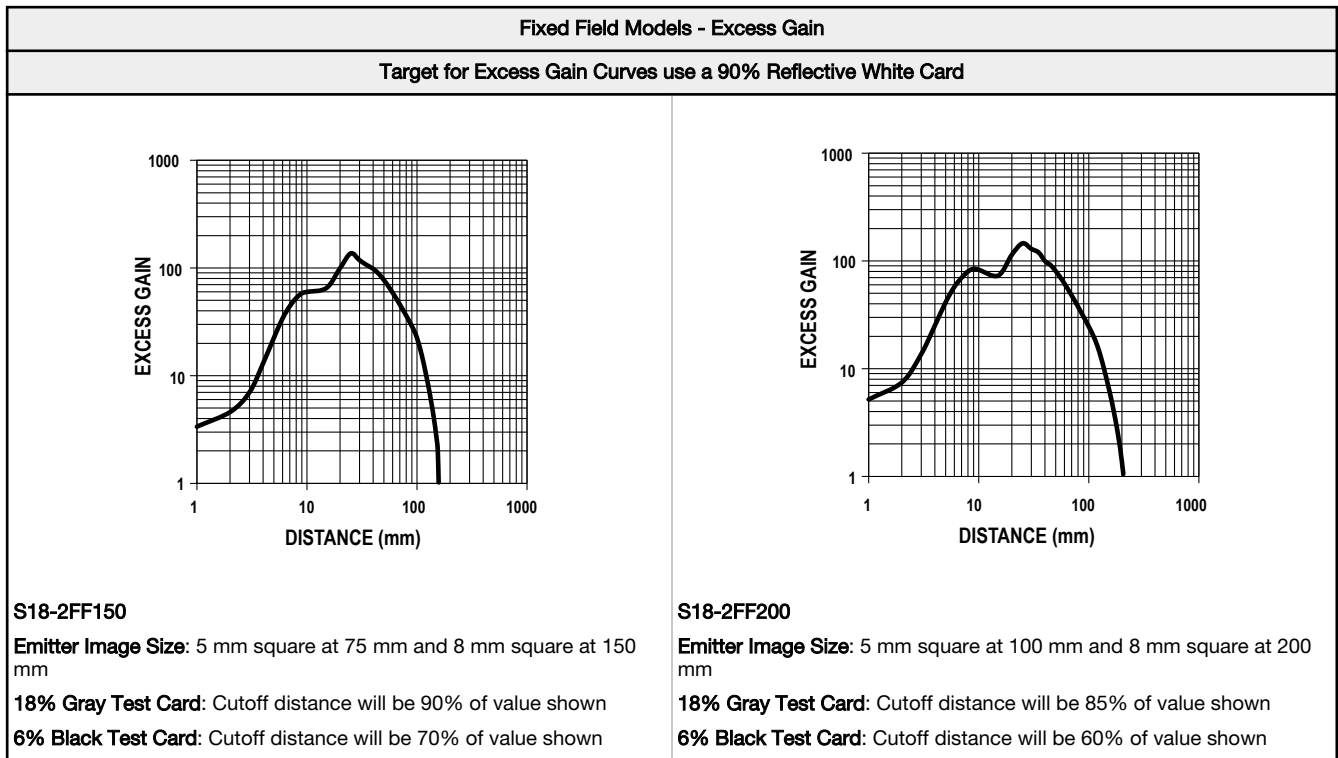 Fixed Field Models - Excess Gain
Target for Excess Gain Curves use a 90% Reflective White Card
1000
100
10
1
EXCESS GAIN
1
10
100
1000
DISTANCE (mm)
S18-2FF150
Emitter Image Size: 5 mm square at 75 mm and 8 mm square at 150
mm
18% Gray Test Card: Cutoff distance will be 90% of value shown
6% Black Test Card: Cutoff distance will be 70% of value shown
1000
100
10
1
EXCESS GAIN
1
10
100
1000
DISTANCE (mm)
S18-2FF200
Emitter Image Size: 5 mm square at 100 mm and 8 mm square at 200
mm
18% Gray Test Card: Cutoff distance will be 85% of value shown
6% Black Test Card: Cutoff distance will be 60% of value shown